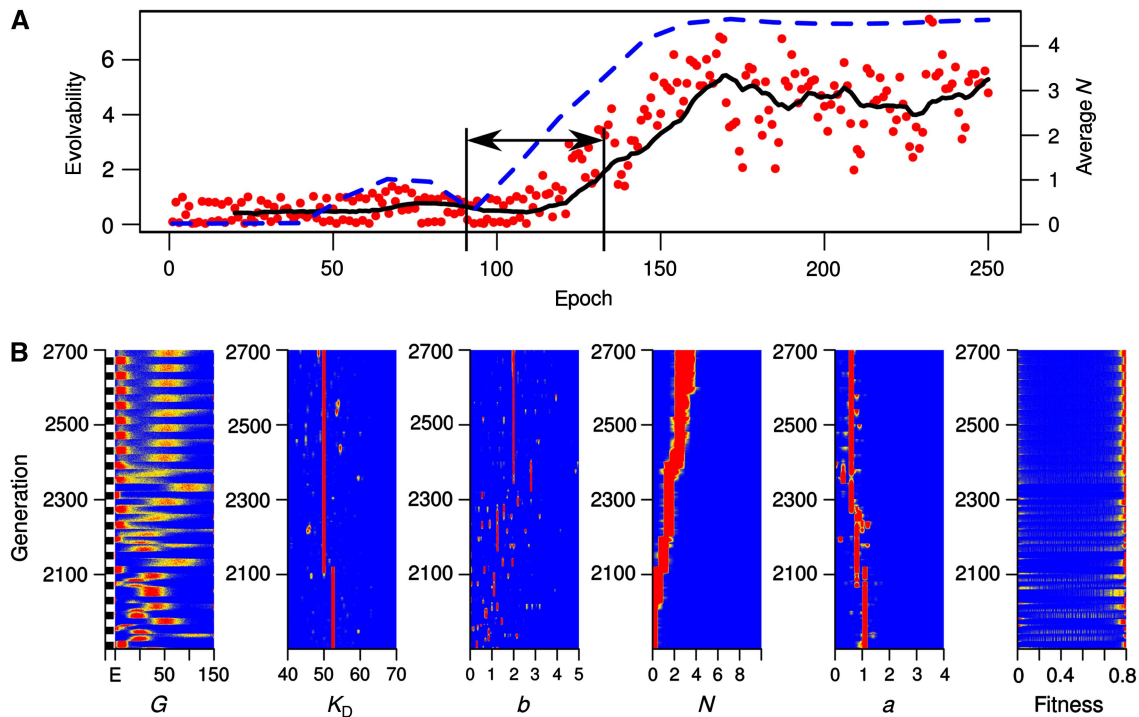 A
Evolvability
6
4
2
0
4
3
2
1
0
Average N
0 50 100 150 200 250
Epoch
B
Generation
2700 2700 2700 2700 2700 2700
2500 2500 2500 2500 2500 2500
2300 2300 2300 2300 2300 2300
2100 2100 2100 2100 2100 2100
E 50 150 40 50 60 70 0 1 2 3 4 5 0 2 4 6 8 0 1 2 3 4 0 0.4 0.8
G KD b N a Fitness